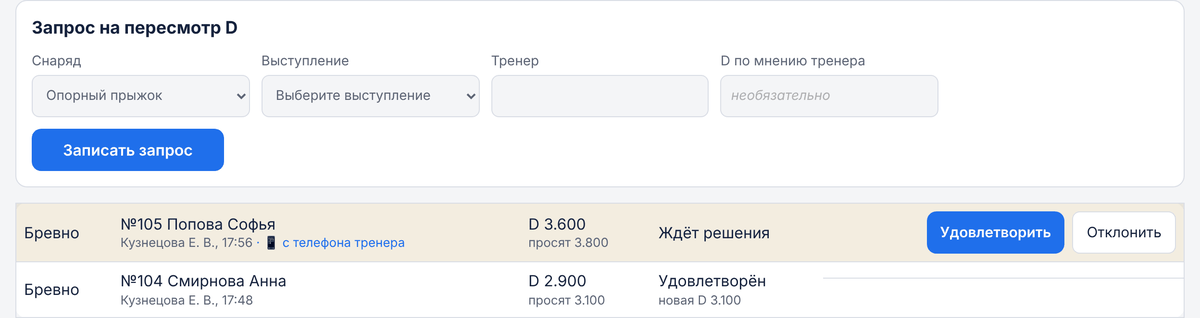 Запрос на пересмотр D
Снаряд Выступление Тренер D по мнению тренера
Опорный прыжок Выберите выступление необязательно
Записать запрос
Бревно №105 Попова Софья D 3.600 Ждёт решения Удовлетворить Отклонить
Кузнецова Е. В., 17:56 · 📱 с телефона тренера просят 3.800
Бревно №104 Смирнова Анна D 2.900 Удовлетворён
Кузнецова Е. В., 17:48 просят 3.100 новая D 3.100